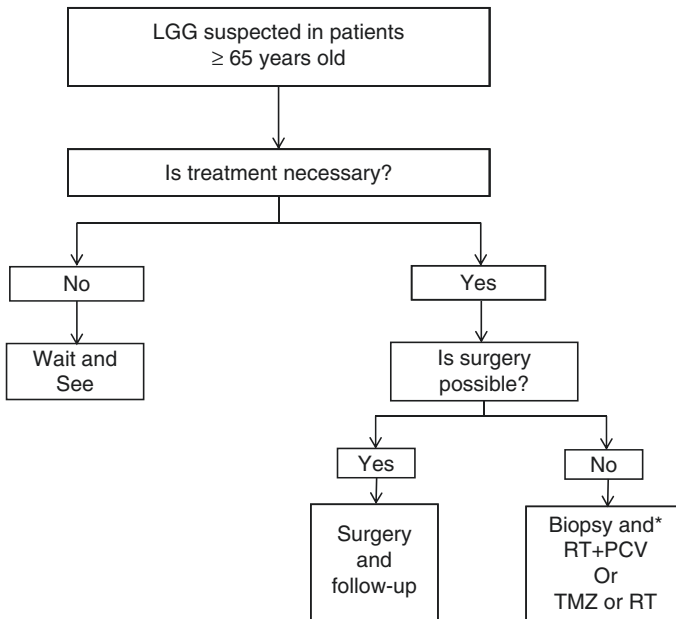 LGG suspected in patients
≥ 65 years old
Is treatment necessary?
No
Yes
Wait and
See
Is surgery
possible?
Yes
No
Surgery
and
follow-up
Biopsy and*
RT+PCV
Or
TMZ or RT